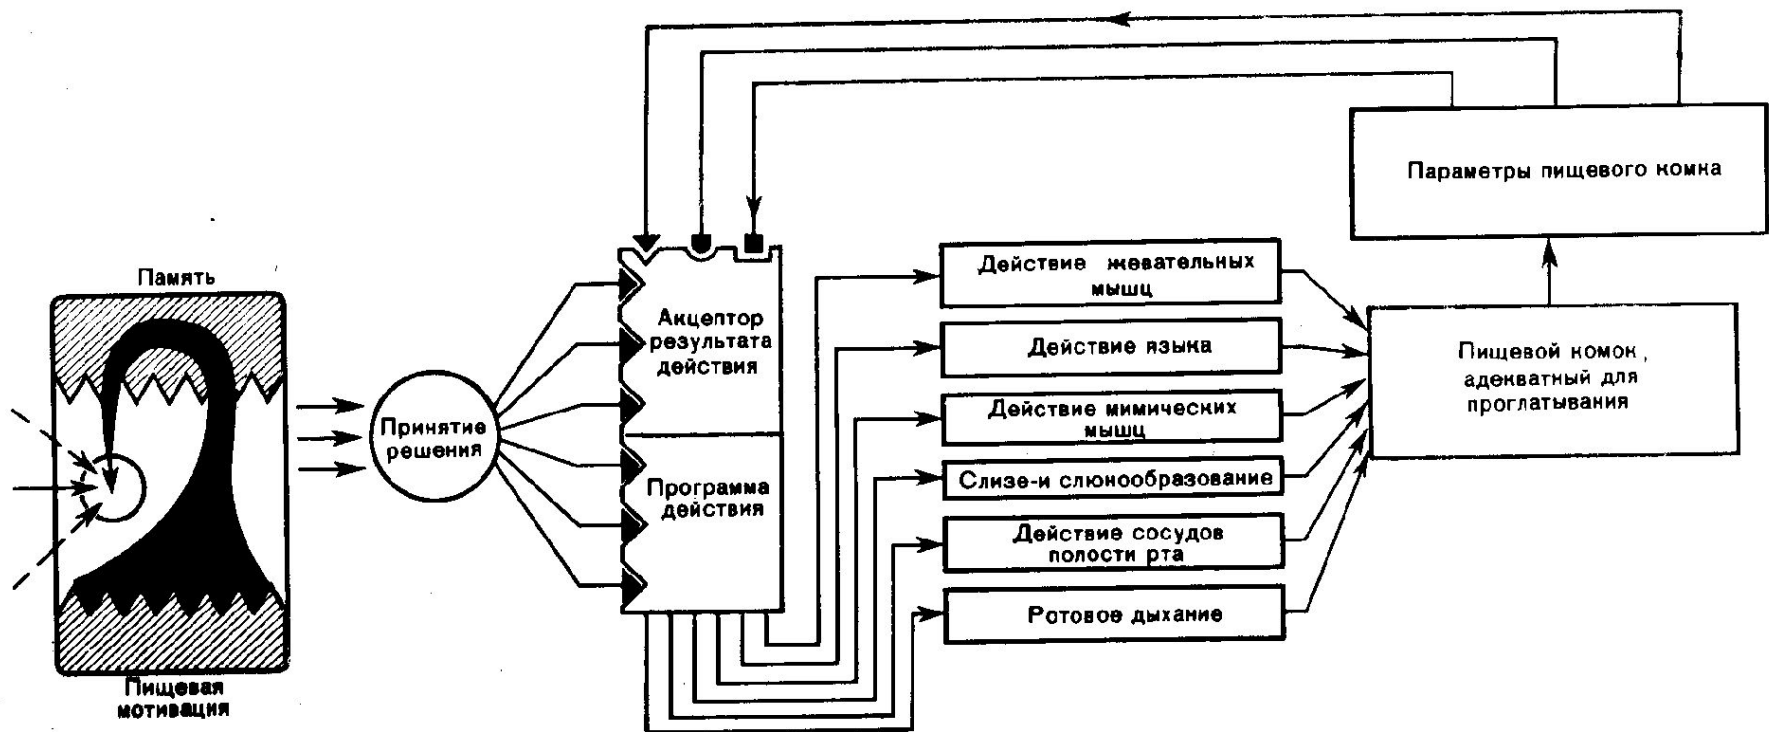 Память
Пищевая
мотивация
Принятие
решения
Акцептор
результата
действия
Программа
действия
Действие жевательных
мышц
Действие языка
Действие мимических
мышц
Слизе-и слюнообразование
Действие сосудов
полости рта
Ротовое дыхание
Параметры пищевого комка
Пищевой комок,
адекватный для
проглатывания